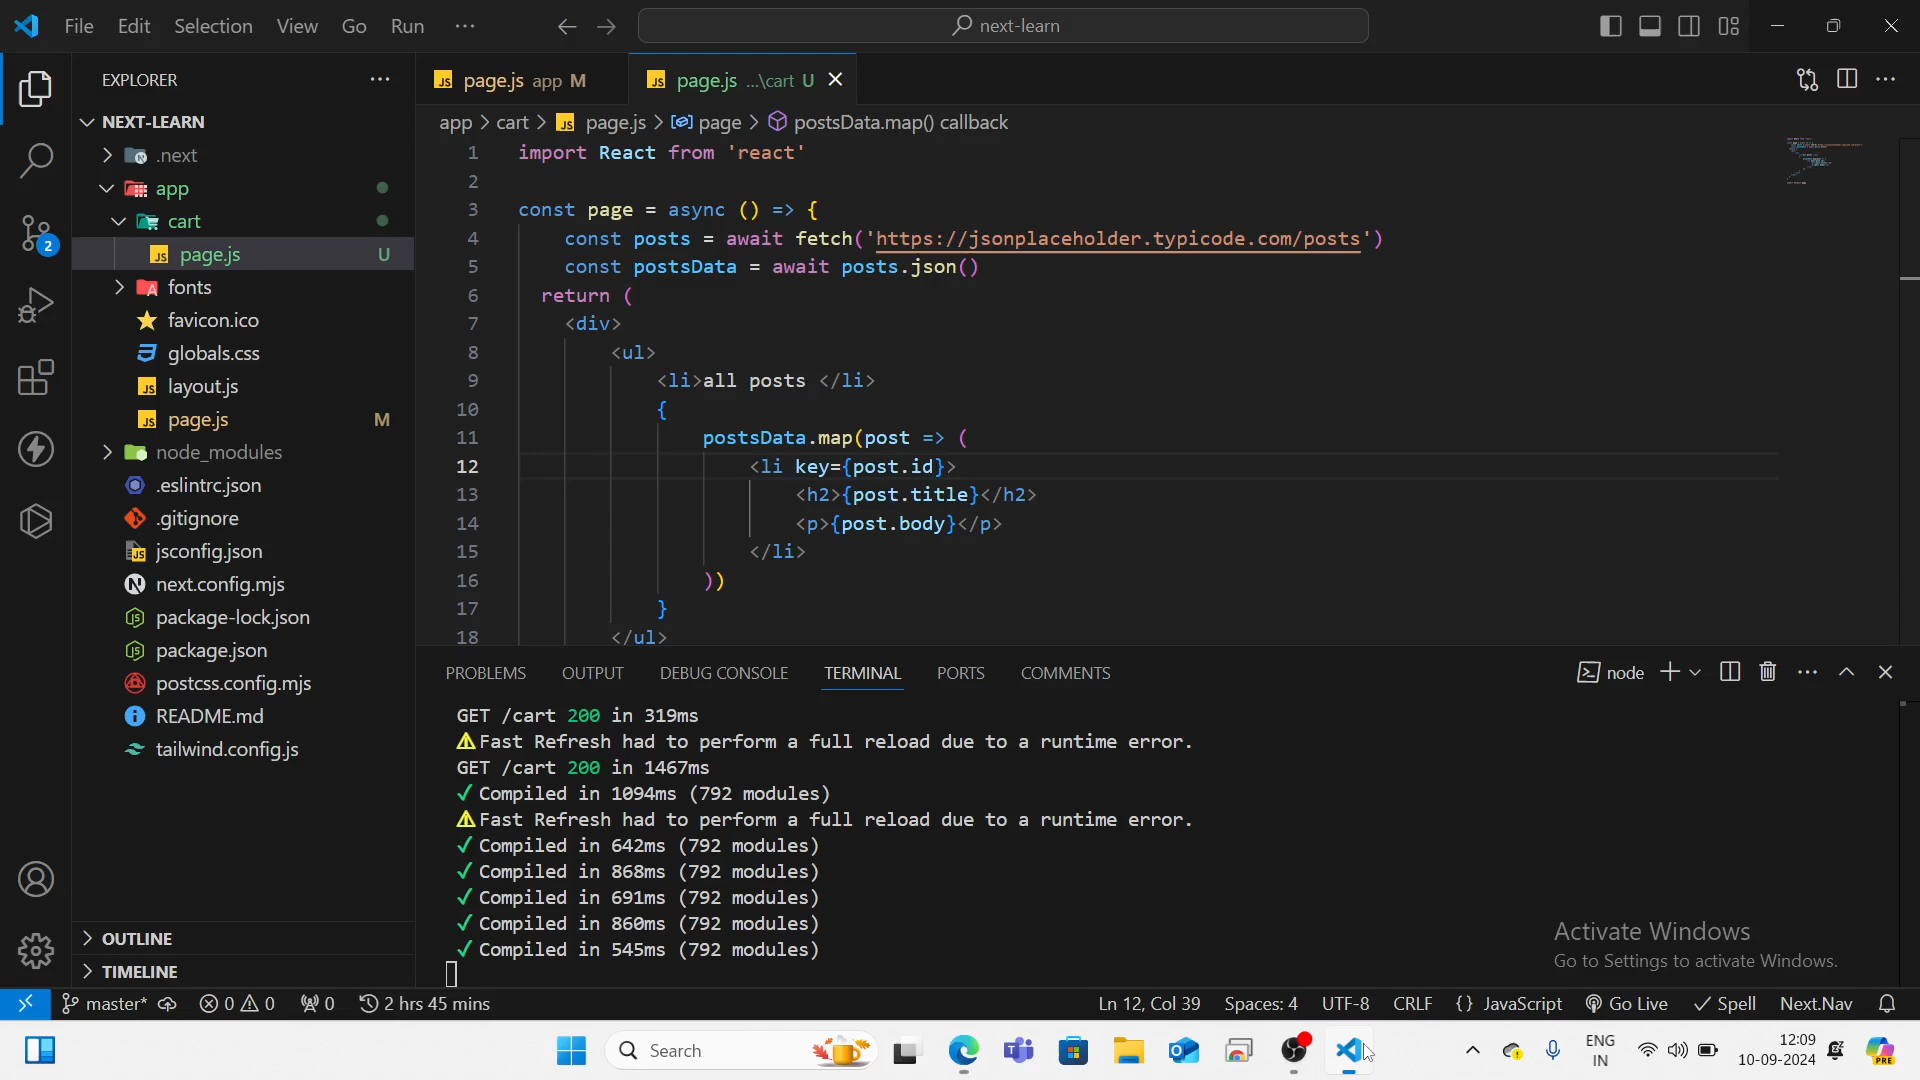 File Edit Selection View Go Run ···
next-learn
EXPLORER
NEXT-LEARN
.next
app
cart
page.js U
fonts
favicon.ico
globals.css
layout.js
page.js M
node_modules
.eslintrc.json
.gitignore
jsconfig.json
next.config.mjs
package-lock.json
package.json
postcss.config.mjs
README.md
tailwind.config.js
OUTLINE
TIMELINE
page.js app M
page.js ...\cart U
app > cart > page.js > page > postsData.map() callback
1 import React from 'react'
2
3 const page = async () => {
4 const posts = await fetch('https://jsonplaceholder.typicode.com/posts')
5 const postsData = await posts.json()
6 return (
7 <div>
8 <ul>
9 <li>all posts </li>
10 {
11 postsData.map(post => (
12 <li key={post.id}>
13 <h2>{post.title}</h2>
14 <p>{post.body}</p>
15 </li>
16 ))
17 }
18 </ul>
PROBLEMS OUTPUT DEBUG CONSOLE TERMINAL PORTS COMMENTS
node
GET /cart 200 in 319ms
⚠ Fast Refresh had to perform a full reload due to a runtime error.
GET /cart 200 in 1467ms
✓ Compiled in 1094ms (792 modules)
⚠ Fast Refresh had to perform a full reload due to a runtime error.
✓ Compiled in 642ms (792 modules)
✓ Compiled in 868ms (792 modules)
✓ Compiled in 691ms (792 modules)
✓ Compiled in 860ms (792 modules)
✓ Compiled in 545ms (792 modules)
Activate Windows
Go to Settings to activate Windows.
2
master* 0 0 0 2 hrs 45 mins
Ln 12, Col 39 Spaces: 4 UTF-8 CRLF {} JavaScript Go Live Spell Next.Nav
Search
ENG
IN
12:09
10-09-2024
PRE